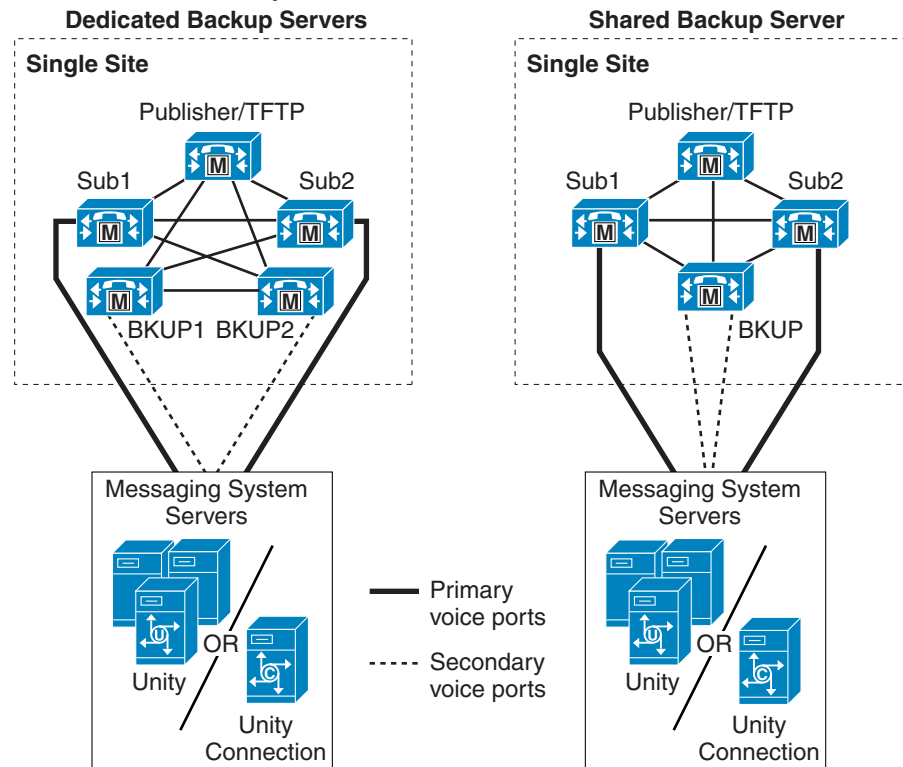 Dedicated Backup Servers
Single Site
Publisher/TFTP
Sub1
Sub2
M
M
M
M
M
BKUP1
BKUP2
Messaging System
Servers
U
OR
C
Unity
Unity
Connection
Primary
voice ports
Secondary
voice ports
Shared Backup Server
Single Site
Publisher/TFTP
Sub1
Sub2
M
M
M
M
BKUP
Messaging System
Servers
U
OR
C
Unity
Unity
Connection